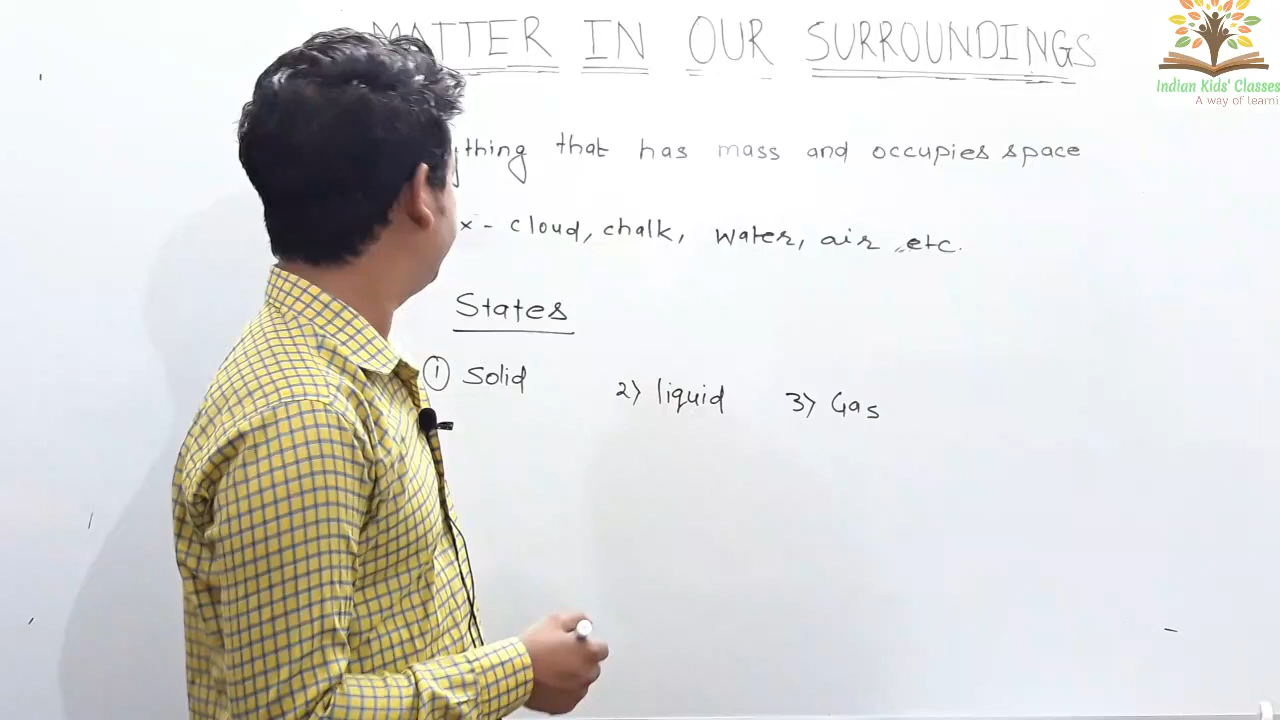 MATTER IN OUR SURROUNDINGS
Indian Kids' Classes
A way of learni
ything that has mass and occupies space
x - cloud, chalk, water, air, etc.
States
1 Solid 2) liquid 3) Gas